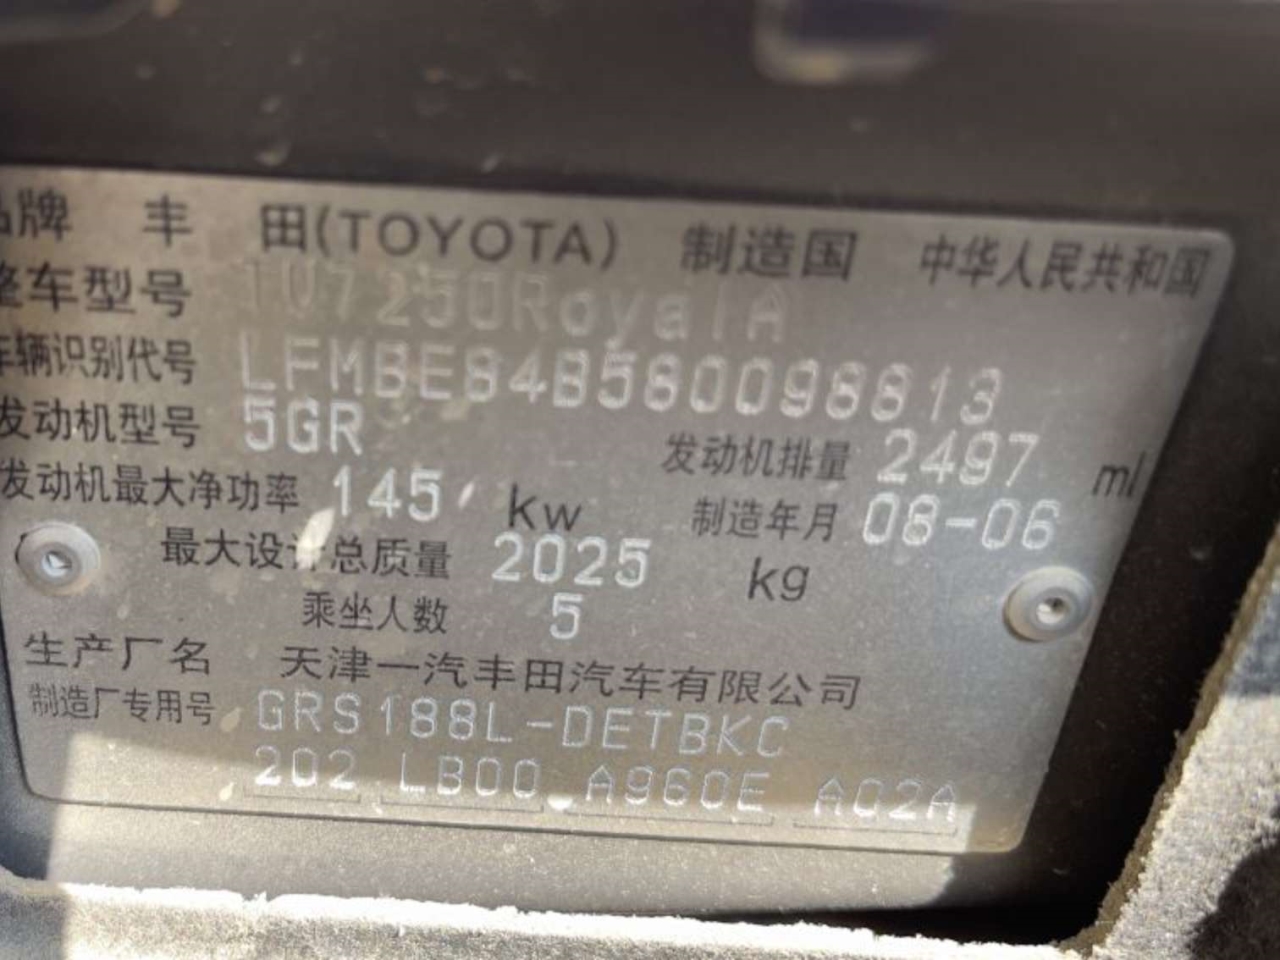 品牌 丰 田(TOYOTA) 制造国 中华人民共和国
整车型号 TV7250RoyalA
车辆识别代号 LFMBE84B580098813
发动机型号 5GR 发动机排量 2497 ml
发动机最大净功率 145 kw 制造年月 08-06
最大设计总质量 2025 kg
乘坐人数 5
生产厂名 天津一汽丰田汽车有限公司
制造厂专用号 GRS188L-DETBKC
202 LB00 A960E A02A